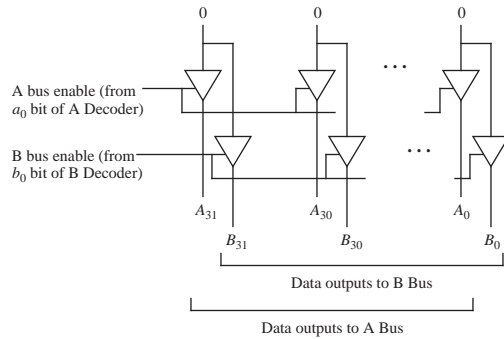 0 0 0
...
A bus enable (from
a₀ bit of A Decoder)
B bus enable (from
b₀ bit of B Decoder)
...
A₃₁ A₃₀ A₀
B₃₁ B₃₀ B₀
Data outputs to B Bus
Data outputs to A Bus